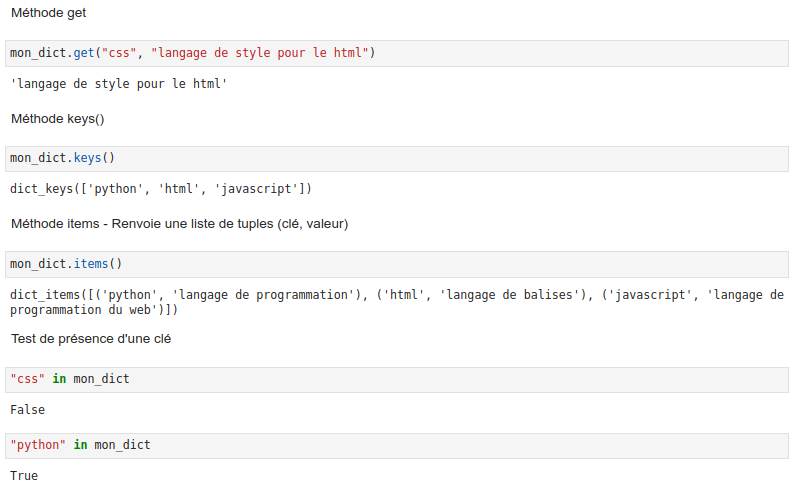 Méthode get
mon_dict.get("css", "langage de style pour le html")
'langage de style pour le html'
Méthode keys()
mon_dict.keys()
dict_keys(['python', 'html', 'javascript'])
Méthode items - Renvoie une liste de tuples (clé, valeur)
mon_dict.items()
dict_items([('python', 'langage de programmation'), ('html', 'langage de balises'), ('javascript', 'langage de
programmation du web')])
Test de présence d'une clé
"css" in mon_dict
False
"python" in mon_dict
True